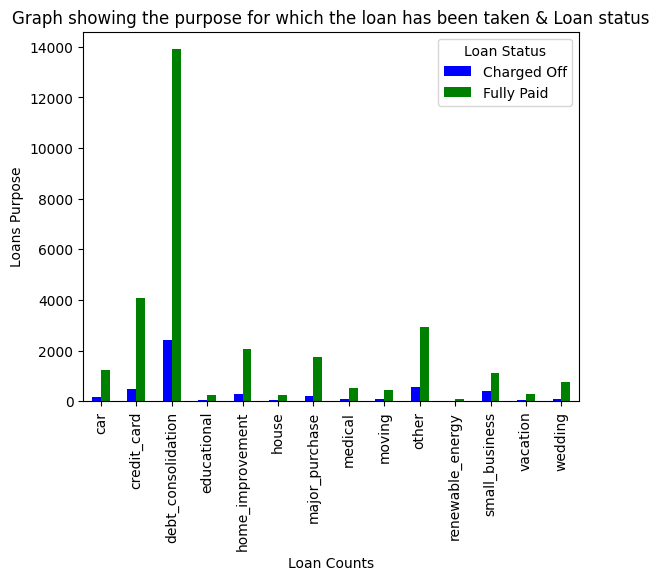 Graph showing the purpose for which the loan has been taken & Loan status
Loan Status
Charged Off
Fully Paid
Loans Purpose
14000
12000
10000
8000
6000
4000
2000
0
car
credit_card
debt_consolidation
educational
home_improvement
house
major_purchase
medical
moving
other
renewable_energy
small_business
vacation
wedding
Loan Counts